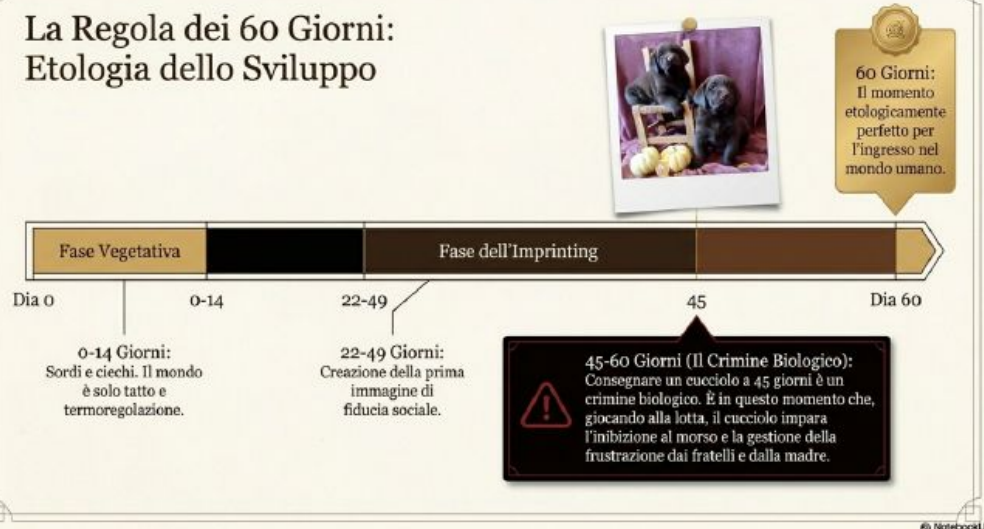 La Regola dei 60 Giorni:
Etologia dello Sviluppo
60 Giorni:
Il momento
etologicamente
perfetto per
l'ingresso nel
mondo umano.
Fase Vegetativa
Fase dell'Imprinting
Dia 0
0-14
22-49
45
Dia 60
0-14 Giorni:
Sordi e ciechi. Il mondo
è solo tatto e
termoregolazione.
22-49 Giorni:
Creazione della prima
immagine di
fiducia sociale.
45-60 Giorni (Il Crimine Biologico):
Consegnare un cucciolo a 45 giorni è un
crimine biologico. È in questo momento che,
giocando alla lotta, il cucciolo impara
l'inibizione al morso e la gestione della
frustrazione dai fratelli e dalla madre.